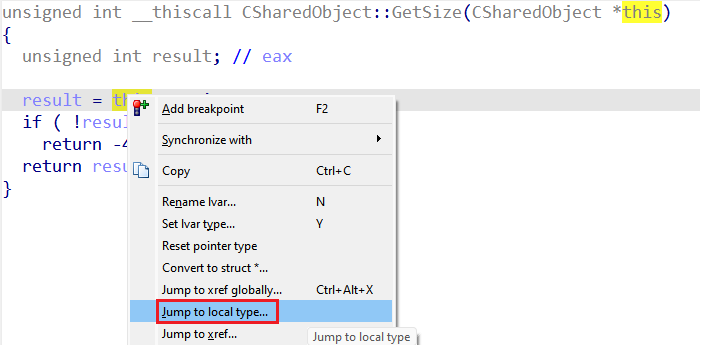 unsigned int __thiscall CSharedObject::GetSize(CSharedObject *this)
{
unsigned int result; // eax
result =
if ( !resu
return -4
return resu
}
Add breakpoint F2
Synchronize with
Copy Ctrl+C
Rename lvar... N
Set lvar type... Y
Reset pointer type
Convert to struct *...
Jump to xref globally... Ctrl+Alt+X
Jump to local type...
Jump to xref...
Jump to local type